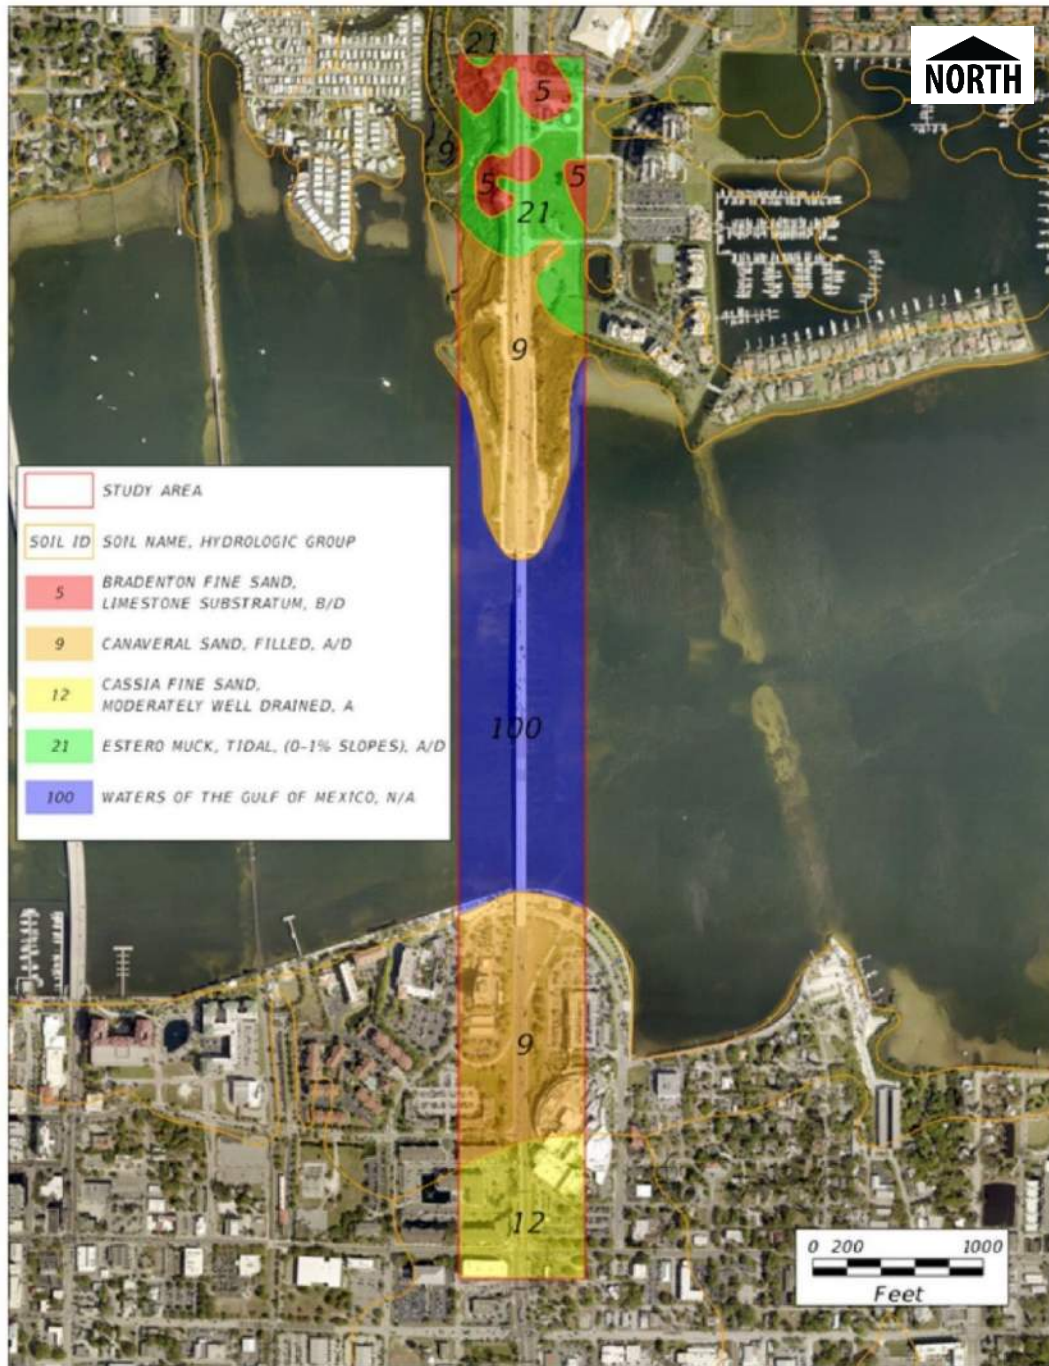 21
NORTH
5
9
5
5
21
9
STUDY AREA
SOIL ID SOIL NAME, HYDROLOGIC GROUP
5 BRADENTON FINE SAND,
LIMESTONE SUBSTRATUM, B/D
9 CANAVERAL SAND, FILLED, A/D
12 CASSIA FINE SAND,
MODERATELY WELL DRAINED, A
21 ESTERO MUCK, TIDAL, (0-1% SLOPES), A/D
100 WATERS OF THE GULF OF MEXICO, N/A
100
9
12
0 200 1000
Feet